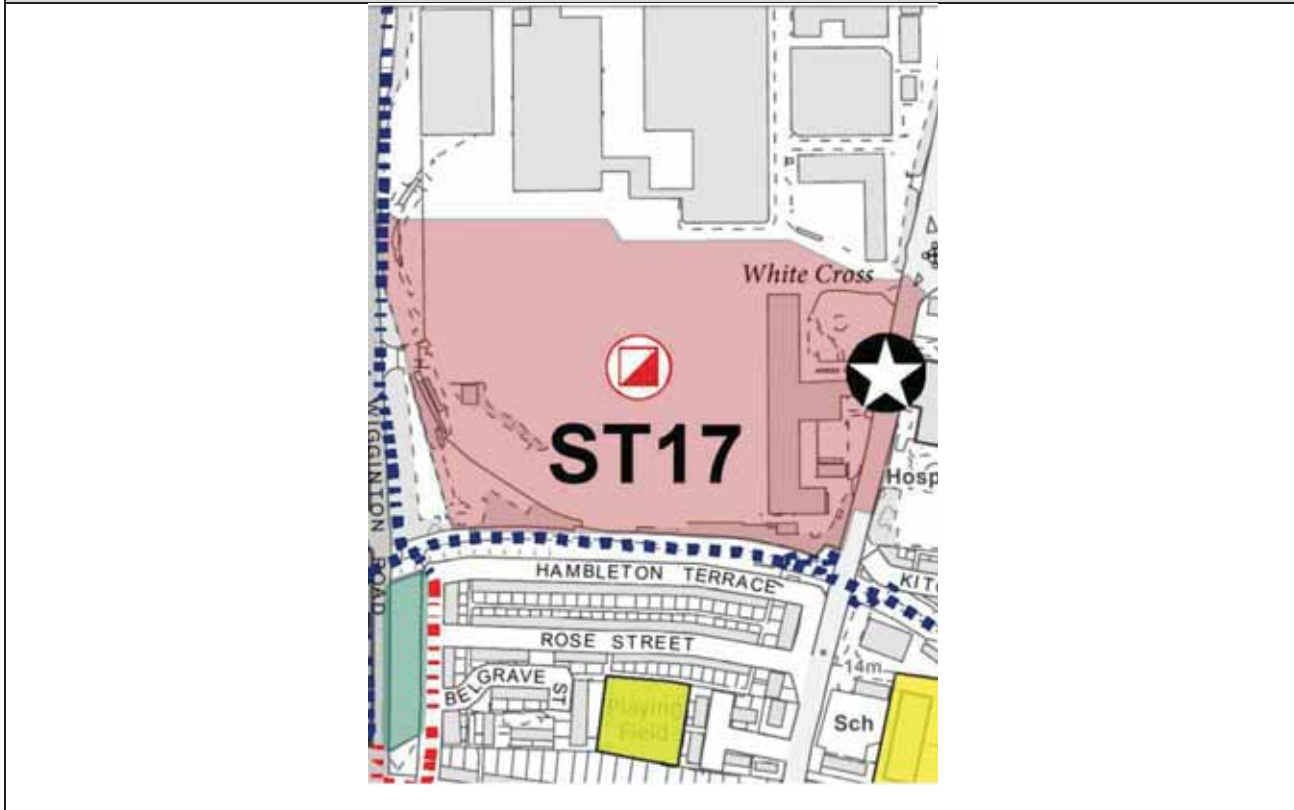 White Cross
ST17
Hosp
WIGGINTON ROAD
HAMBLETON TERRACE
ROSE STREET
BELGRAVE ST
Playing
Field
14m
Sch